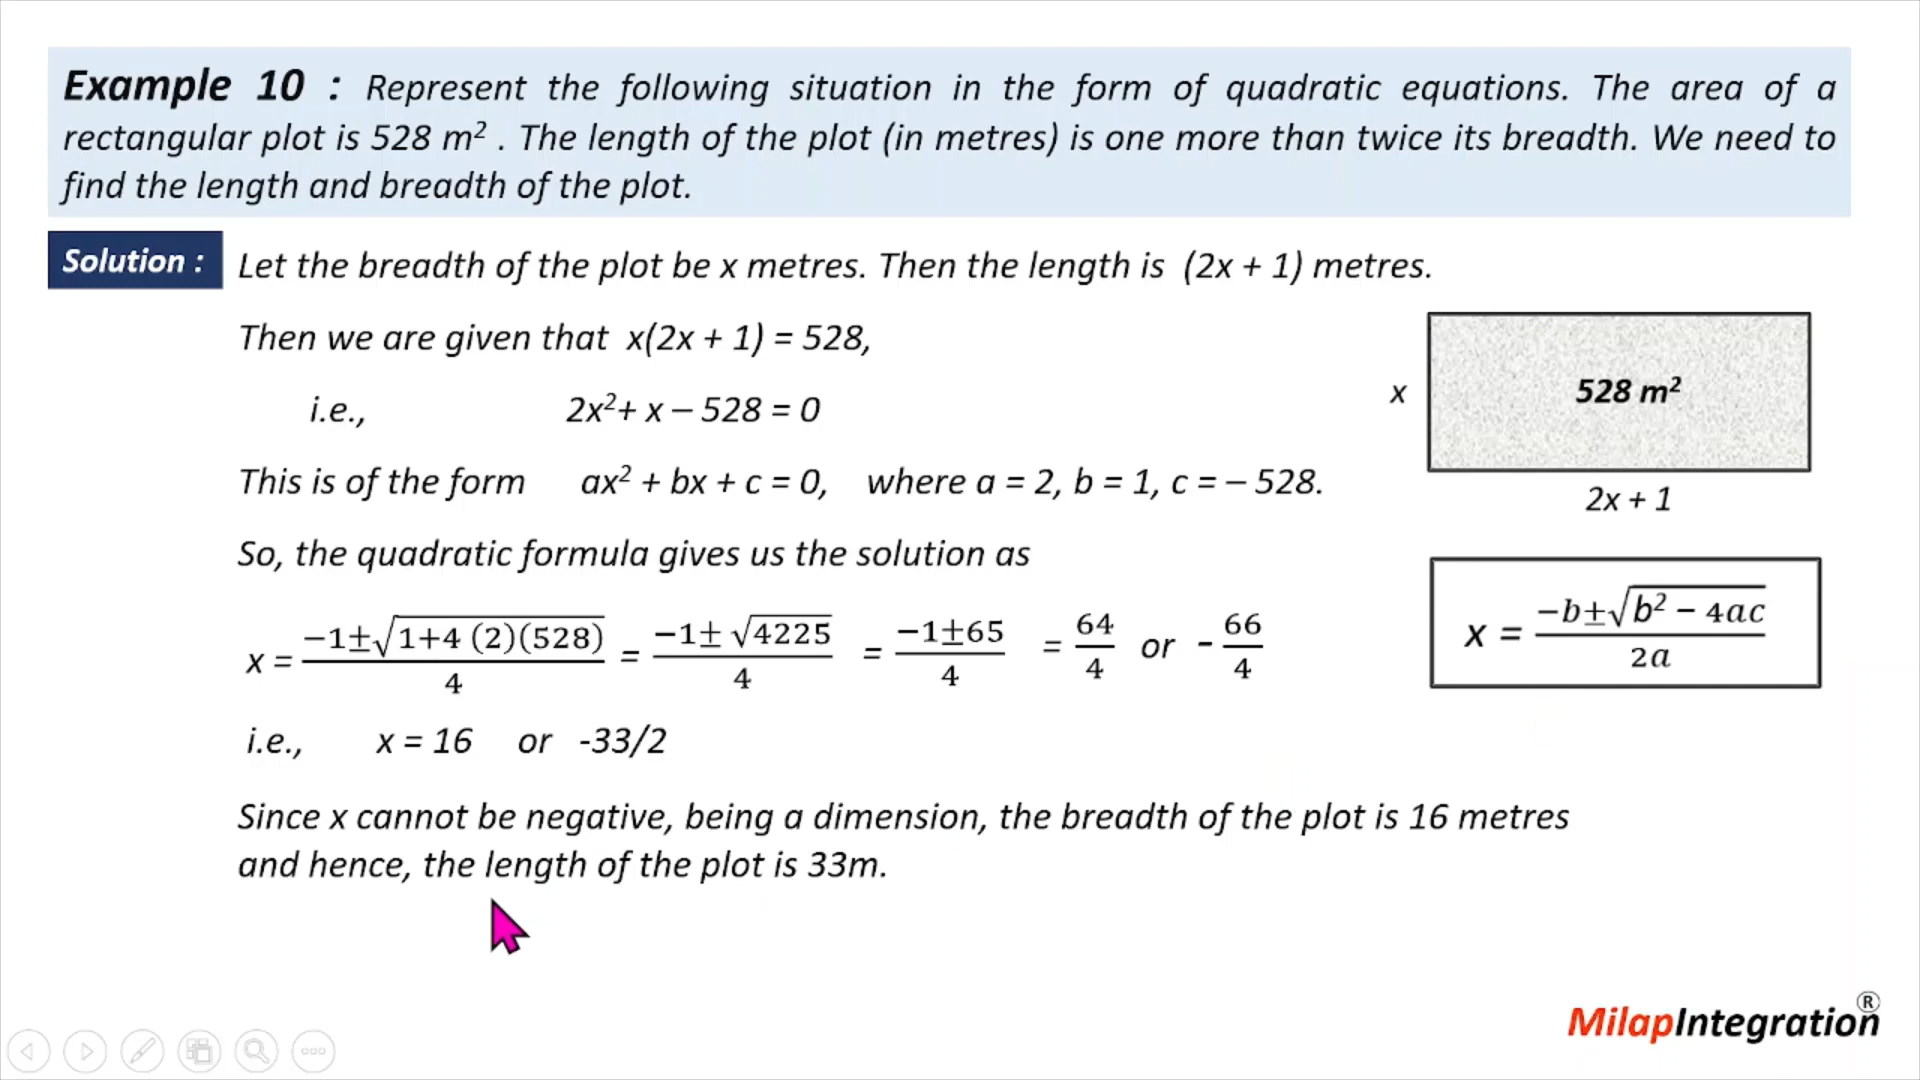 Example 10 : Represent the following situation in the form of quadratic equations. The area of a
rectangular plot is 528 m² . The length of the plot (in metres) is one more than twice its breadth. We need to
find the length and breadth of the plot.
Solution : Let the breadth of the plot be x metres. Then the length is (2x + 1) metres.
Then we are given that x(2x + 1) = 528,
i.e., 2x²+ x – 528 = 0
x
528 m²
This is of the form ax² + bx + c = 0, where a = 2, b = 1, c = – 528.
2x + 1
So, the quadratic formula gives us the solution as
x = (−1±√(1+4 (2)(528)))/4 = (−1± √4225)/4 = (−1±65)/4 = 64/4 or - 66/4
x = (−b±√(b² − 4ac))/2a
i.e., x = 16 or -33/2
Since x cannot be negative, being a dimension, the breadth of the plot is 16 metres
and hence, the length of the plot is 33m.
MilapIntegration®